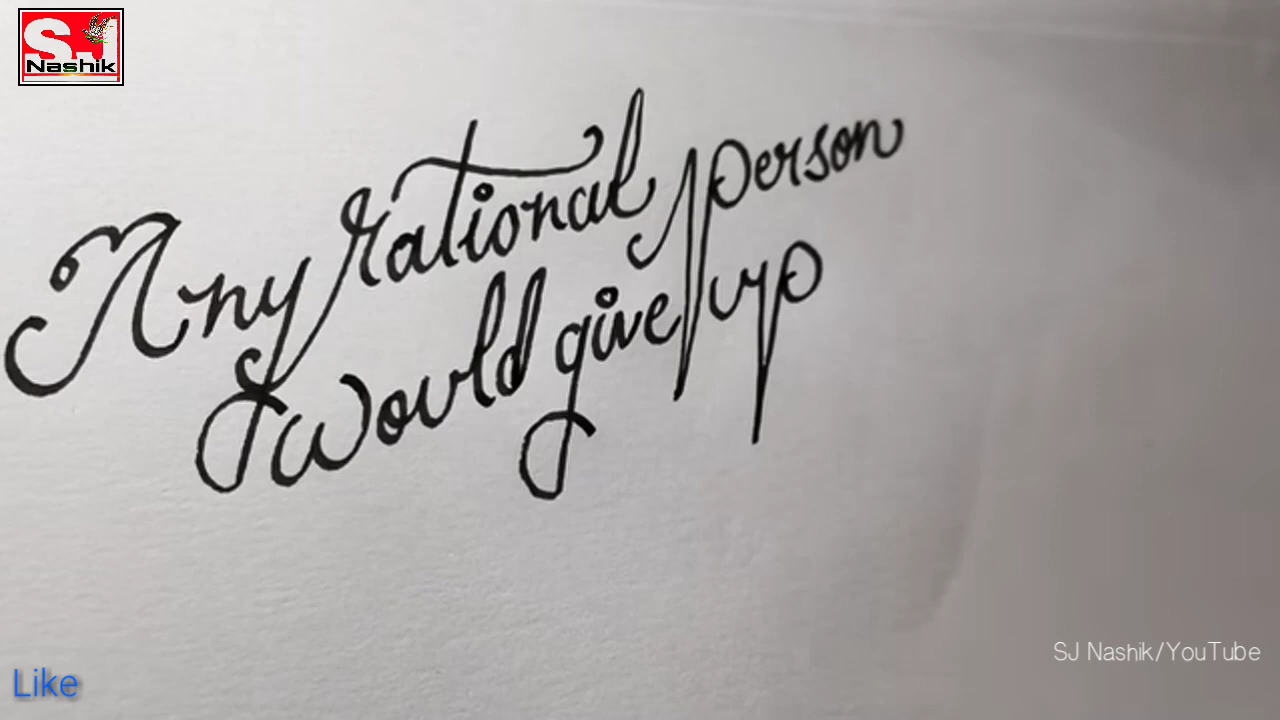 SJ
Nashik
Any rational person
would give up
SJ Nashik/YouTube
Like